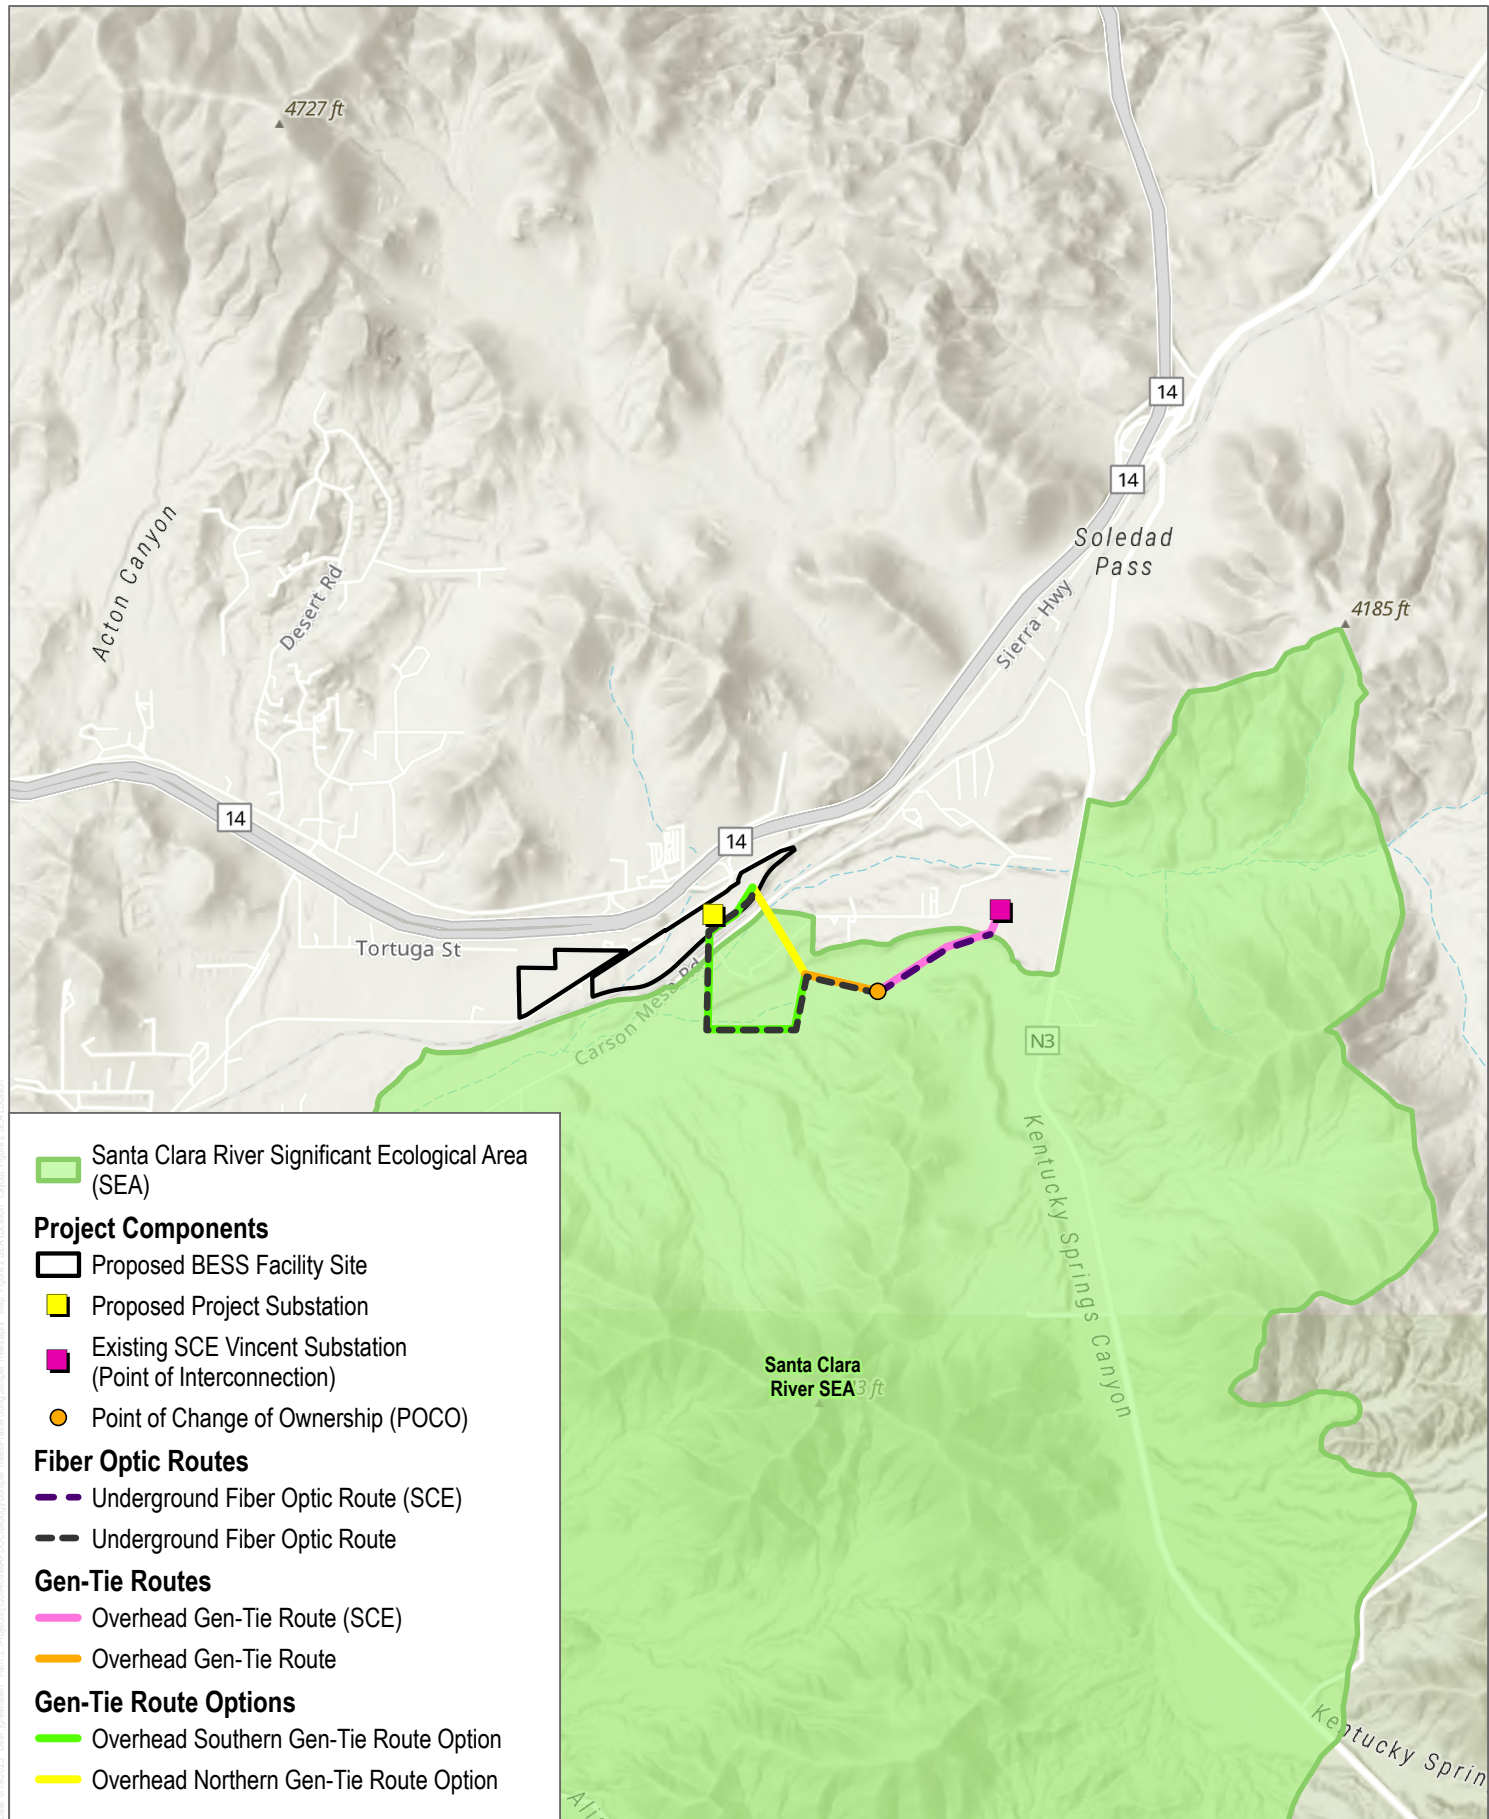 4727 ft
14
14
Soledad
Pass
Acton Canyon
Desert Rd
Sierra Hwy
4185 ft
14
14
Tortuga St
Carson Mesa Rd
N3
Kentucky Springs Canyon
Santa Clara
River SEA
3 ft
Kentucky Sprin
Ali
Santa Clara River Significant Ecological Area
(SEA)
Project Components
Proposed BESS Facility Site
Proposed Project Substation
Existing SCE Vincent Substation
(Point of Interconnection)
Point of Change of Ownership (POCO)
Fiber Optic Routes
Underground Fiber Optic Route (SCE)
Underground Fiber Optic Route
Gen-Tie Routes
Overhead Gen-Tie Route (SCE)
Overhead Gen-Tie Route
Gen-Tie Route Options
Overhead Southern Gen-Tie Route Option
Overhead Northern Gen-Tie Route Option